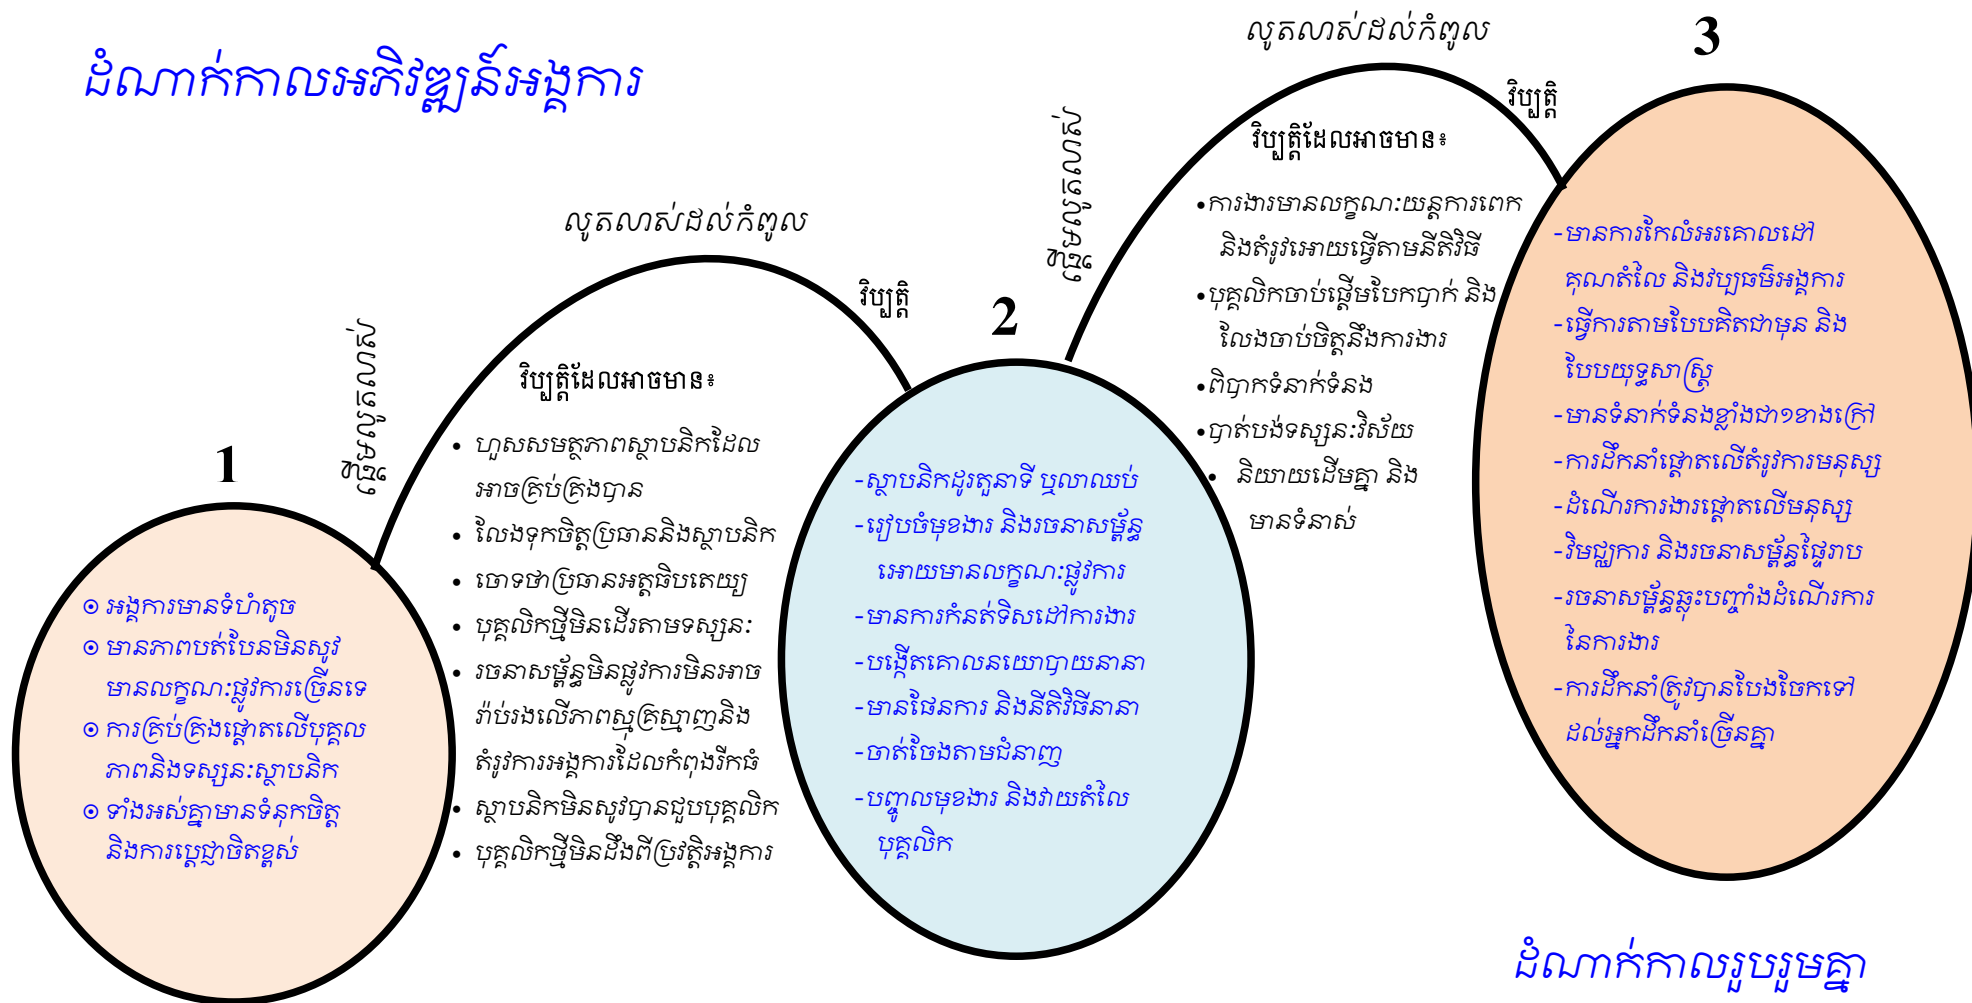 ដំណាក់កាលអភិវឌ្ឍន៍អង្គការ
1
អង្គការមានទំហំតូច
មានភាពបត់បែនមិនសូវ
មានលក្ខណៈផ្លូវការច្រើនទេ
ការគ្រប់គ្រងផ្តោតលើបុគ្គល
ភាពនិងទស្សនៈស្ថាបនិក
ទាំងអស់គ្នាមានទំនុកចិត្ត
និងការប្តេជ្ញាចិតខ្ពស់
ធ្វើមលូតលាស់
លូតលាស់ដល់កំពូល
វិប្បត្តិ
វិប្បត្តិដែលអាចមាន៖
• ហួសសមត្ថភាពស្ថាបនិកដែល
អាចគ្រប់គ្រងបាន
• លែងទុកចិត្តប្រធាននិងស្ថាបនិក
• ចោទថាប្រធានអត្តធិបតេយ្យ
• បុគ្គលិកថ្មីមិនដើរតាមទស្សនៈ
• រចនាសម្ព័ន្ធមិនផ្លូវការមិនអាច
រ៉ាប់រងលើភាពស្មុគ្រស្មាញនិង
តំរូវការអង្គការដែលកំពុងរីកធំ
• ស្ថាបនិកមិនសូវបានជួបបុគ្គលិក
• បុគ្គលិកថ្មីមិនដឹងពីប្រវត្តិអង្គការ
2
-ស្ថាបនិកដូរតួនាទី ឬលាឈប់
-រៀបចំមុខងារ និងរចនាសម្ព័ន្ធ
អោយមានលក្ខណៈផ្លូវការ
-មានការកំនត់ទិសដៅការងារ
-បង្កើតគោលនយោបាយនានា
-មានផែនការ និងនីតិវិធីនានា
-ចាត់ចែងតាមជំនាញ
-បញ្ចូលមុខងារ និងវាយតំលៃ
បុគ្គលិក
ធ្វើមលូតលាស់
លូតលាស់ដល់កំពូល
វិប្បត្តិ
វិប្បត្តិដែលអាចមាន៖
•ការងារមានលក្ខណៈយន្តការពេក
និងតំរូវអោយធ្វើតាមនីតិវិធី
•បុគ្គលិកចាប់ផ្តើមបែកបាក់ និង
លែងចាប់ចិត្តនឹងការងារ
•ពិបាកទំនាក់ទំនង
•បាត់បង់ទស្សនៈវិស័យ
• និយាយដើមគ្នា និង
មានទំនាស់
3
-មានការកែលំអរគោលដៅ
គុណតំលៃ និងវប្បធម៌អង្គការ
-ធ្វើការតាមបែបគិតជាមុន និង
បែបយុទ្ធសាស្ត្រ
-មានទំនាក់ទំនងខ្លាំងជា១ខាងក្រៅ
-ការដឹកនាំផ្តោតលើតំរូវការមនុស្ស
-ដំណើរការងារផ្តោតលើមនុស្ស
-វិមជ្ឈការ និងរចនាសម្ព័ន្ធផ្ទៃរាប
-រចនាសម្ព័ន្ធឆ្លុះបញ្ចាំងដំណើរការ
នៃការងារ
-ការដឹកនាំត្រូវបានបែងចែកទៅ
ដល់អ្នកដឹកនាំច្រើនគ្នា
ដំណាក់កាលរួបរួមគ្នា